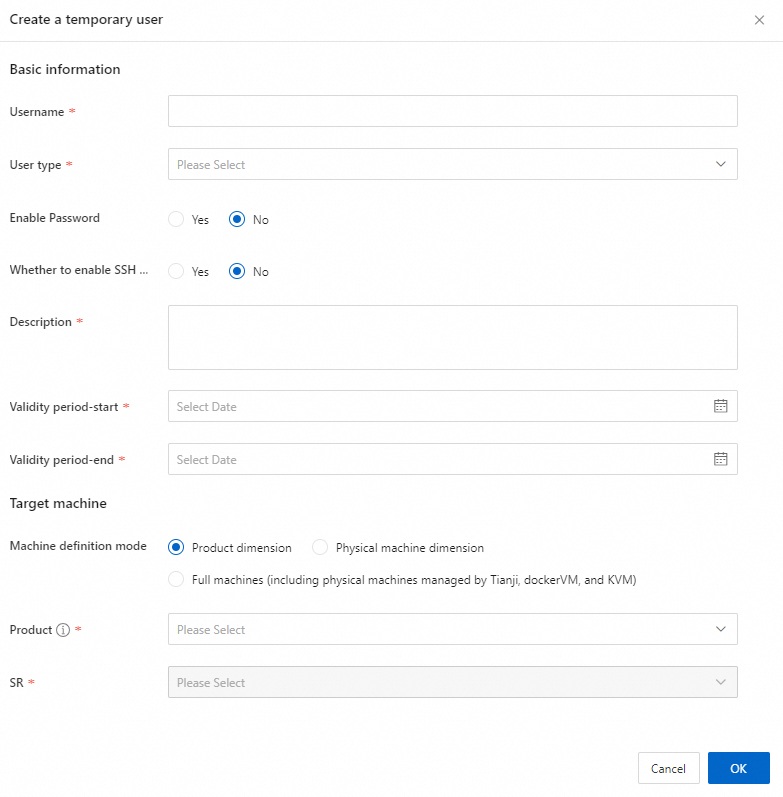 Create a temporary user
Basic information
Username *
User type *
Please Select
Enable Password
Yes
No
Whether to enable SSH ...
Yes
No
Description *
Validity period-start *
Select Date
Validity period-end *
Select Date
Target machine
Machine definition mode
Product dimension
Physical machine dimension
Full machines (including physical machines managed by Tianji, dockerVM, and KVM)
Product *
Please Select
SR *
Please Select
Cancel
OK